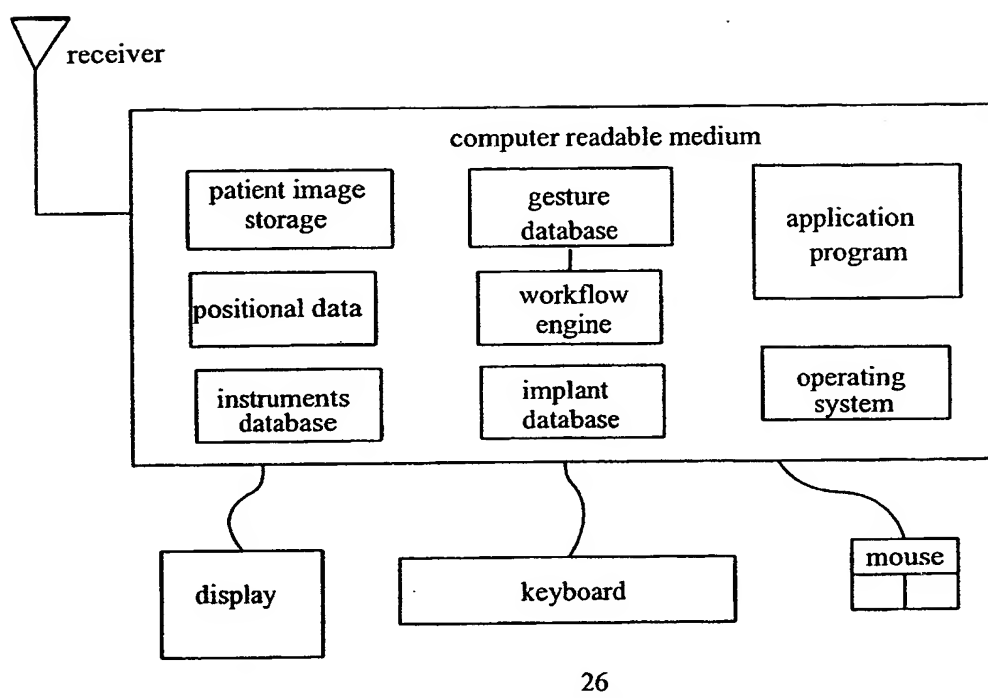 receiver
computer readable medium
patient image
storage
gesture
database
application
program
positional data
workflow
engine
instruments
database
implant
database
operating
system
display
keyboard
mouse
26